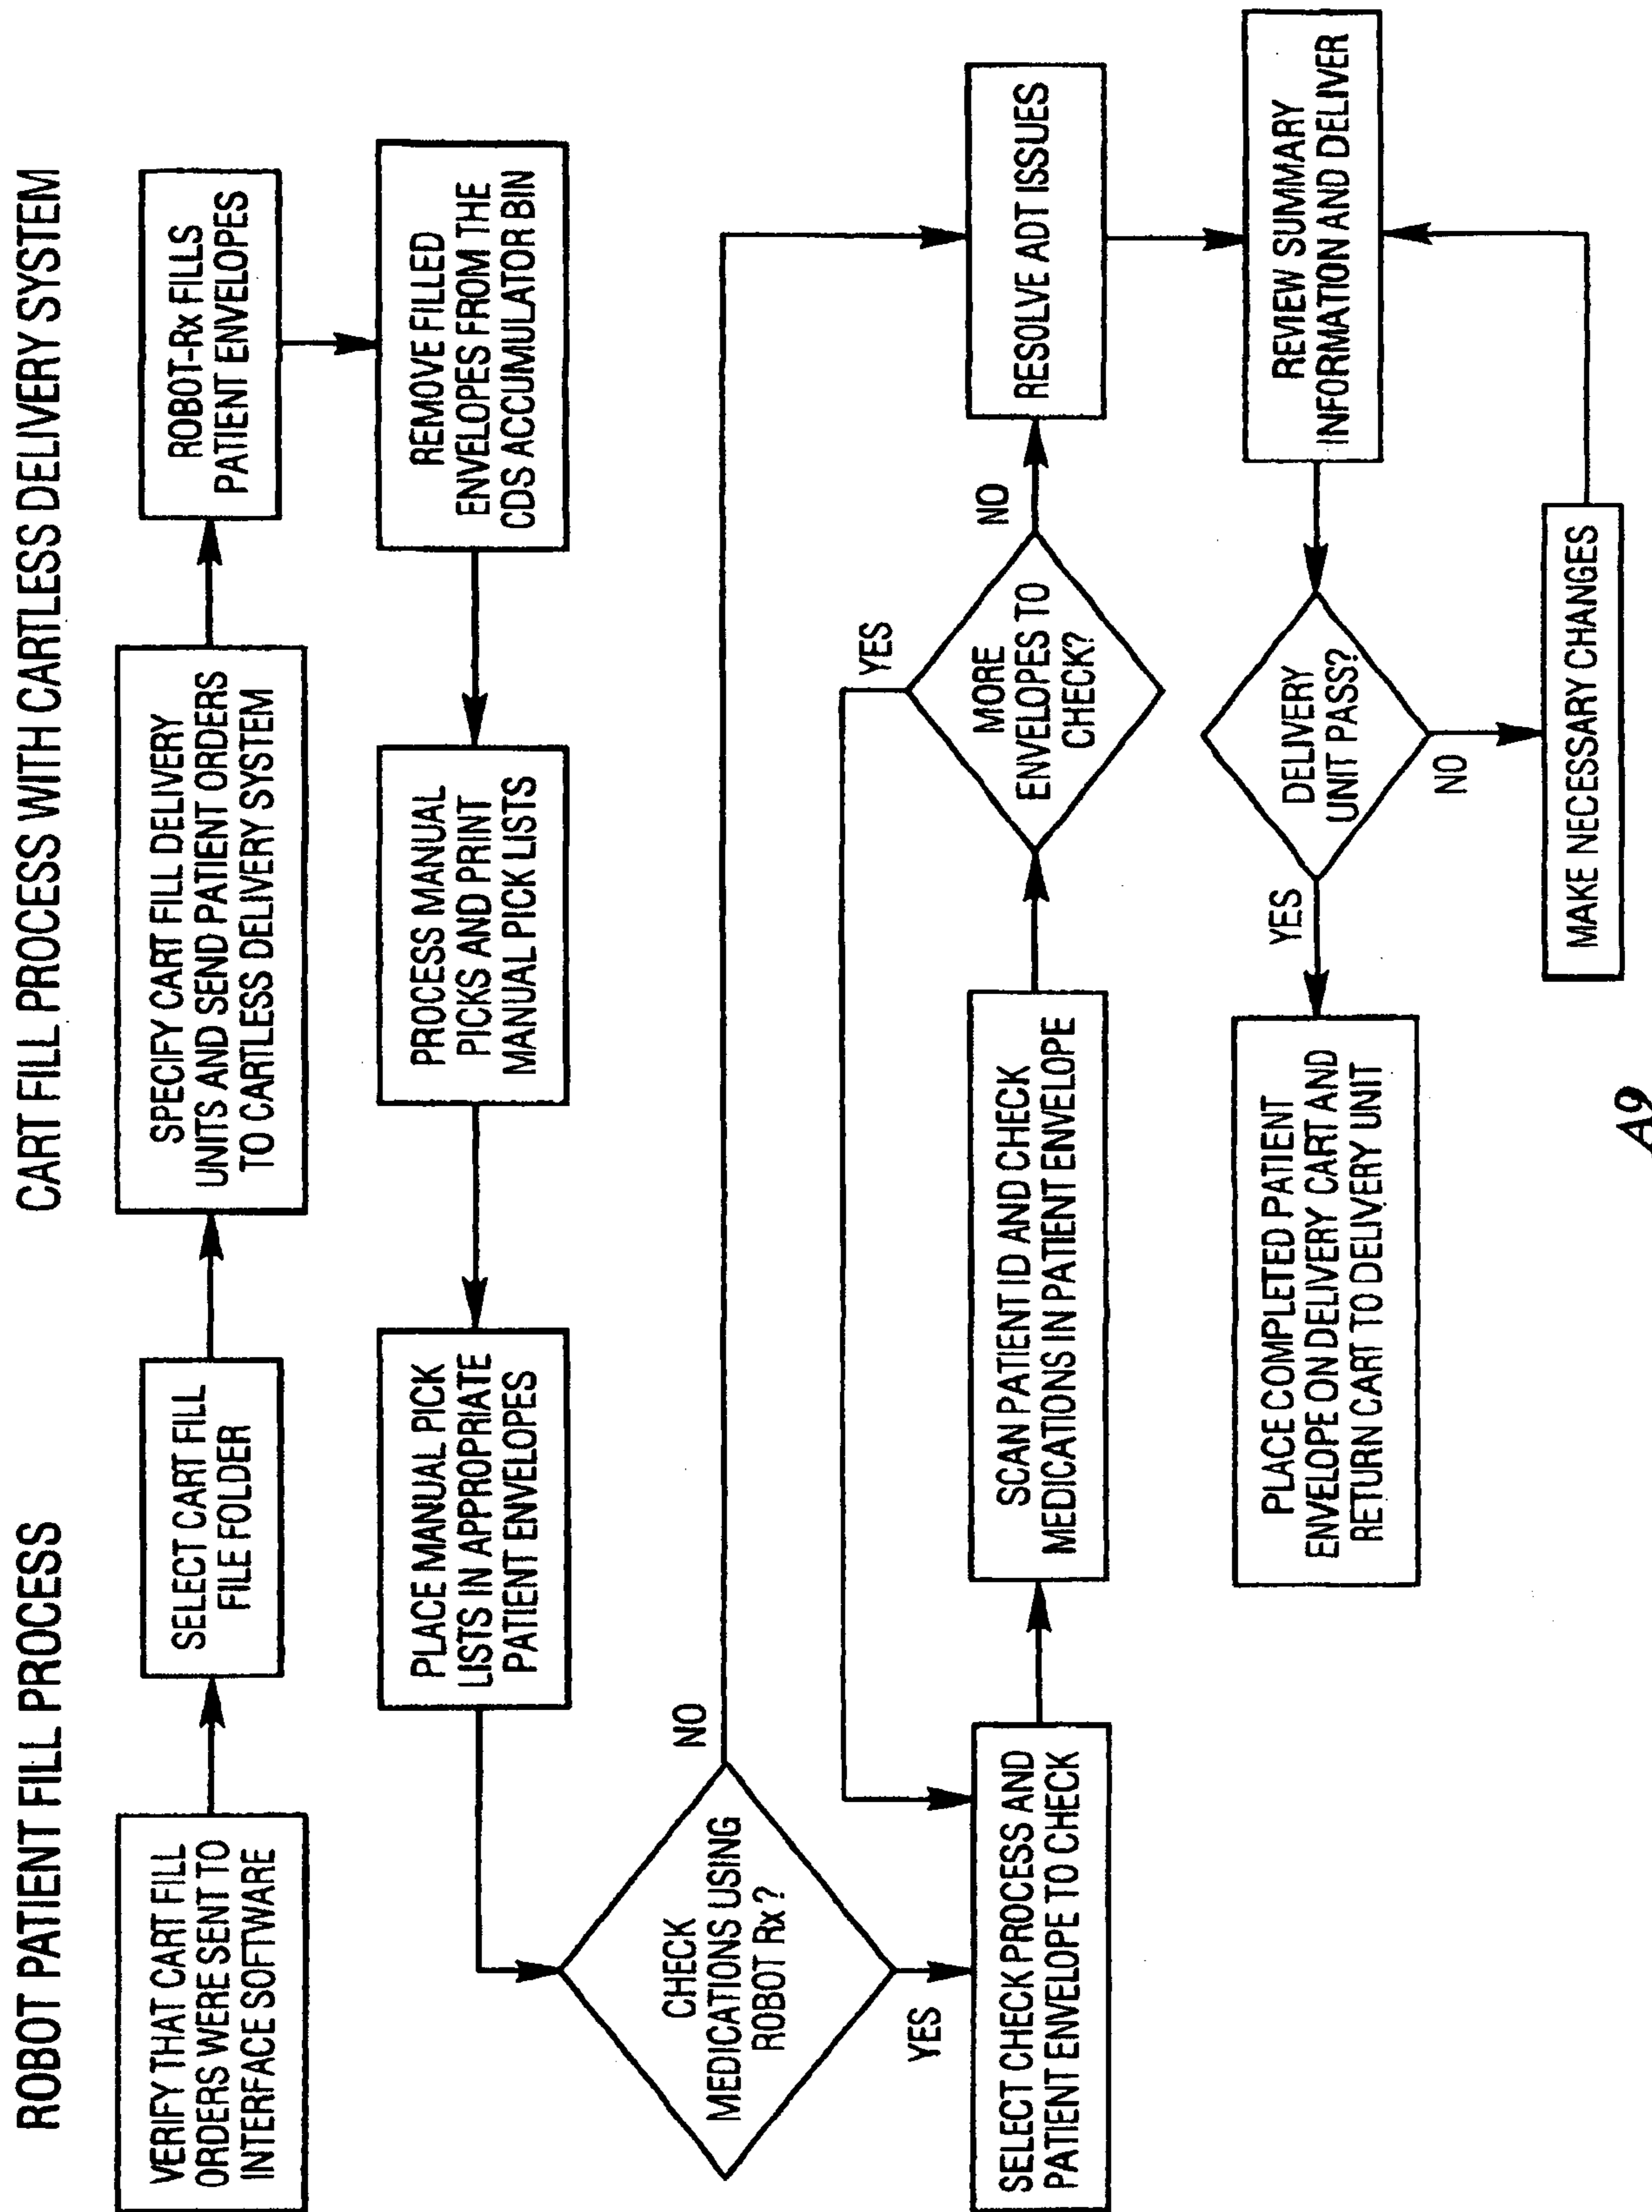 ROBOT PATIENT FILL PROCESS
CART FILL PROCESS WITH CARTLESS DELIVERY SYSTEM
VERIFY THAT CART FILL
ORDERS WERE SENT TO
INTERFACE SOFTWARE
SELECT CART FILL
FILE FOLDER
SPECIFY CART FILL DELIVERY
UNITS AND SEND PATIENT ORDERS
TO CARTLESS DELIVERY SYSTEM
ROBOT-Rx FILLS
PATIENT ENVELOPES
REMOVE FILLED
ENVELOPES FROM THE
CDS ACCUMULATOR BIN
PROCESS MANUAL
PICKS AND PRINT
MANUAL PICK LISTS
PLACE MANUAL PICK
LISTS IN APPROPRIATE
PATIENT ENVELOPES
CHECK
MEDICATIONS USING
ROBOT Rx ?
NO
YES
SELECT CHECK PROCESS AND
PATIENT ENVELOPE TO CHECK
SCAN PATIENT ID AND CHECK
MEDICATIONS IN PATIENT ENVELOPE
MORE
ENVELOPES TO
CHECK?
YES
NO
RESOLVE ADT ISSUES
REVIEW SUMMARY
INFORMATION AND DELIVER
DELIVERY
UNIT PASS?
YES
NO
MAKE NECESSARY CHANGES
PLACE COMPLETED PATIENT
ENVELOPE ON DELIVERY CART AND
RETURN CART TO DELIVERY UNIT
A9